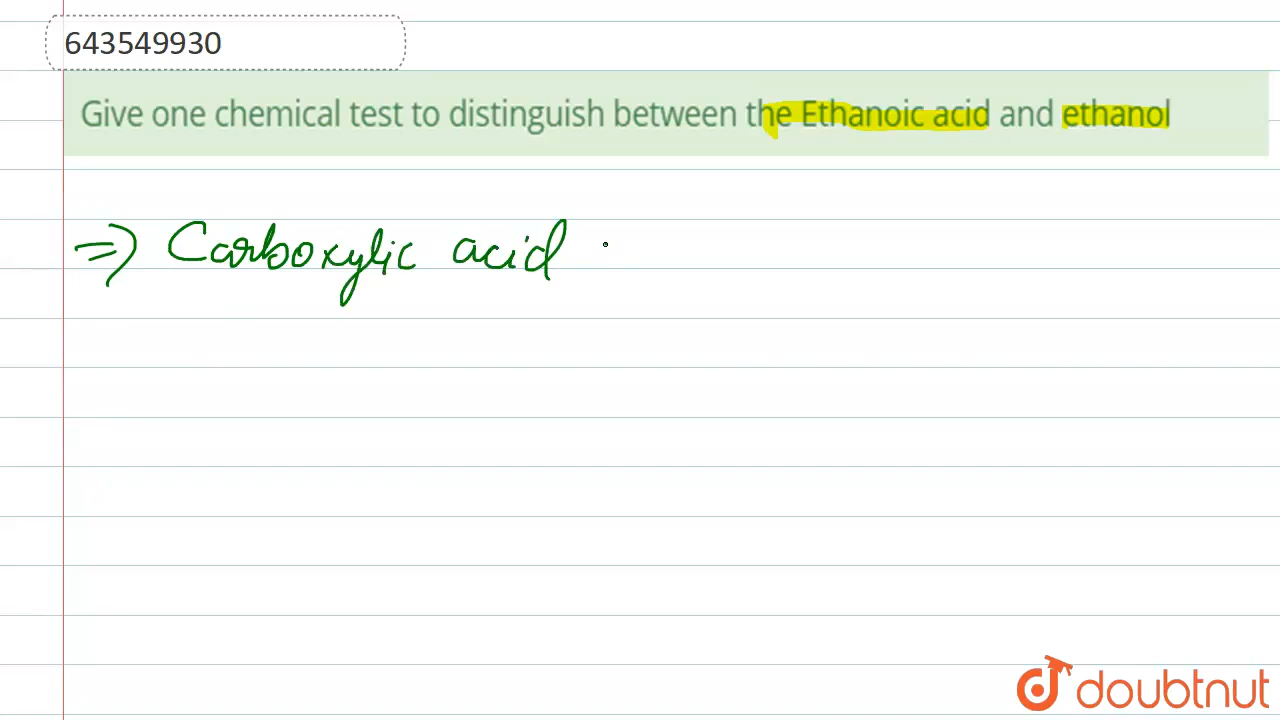 643549930
Give one chemical test to distinguish between the Ethanoic acid and ethanol
⇒ Carboxylic acid
doubtnut